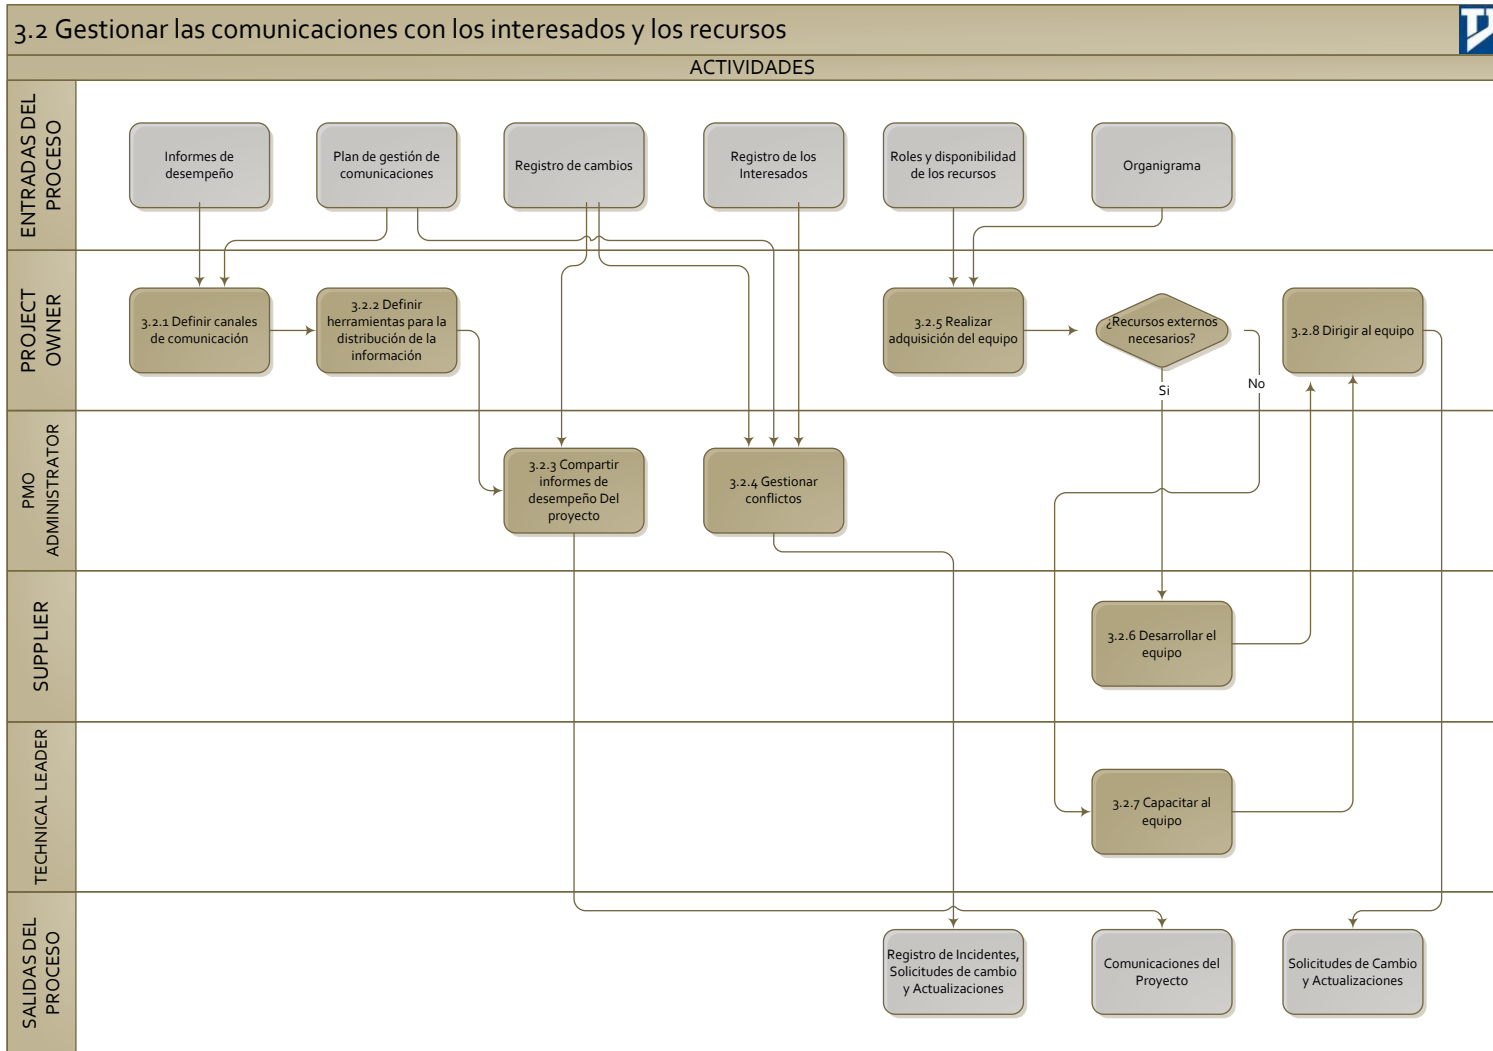 3.2 Gestionar las comunicaciones con los interesados y los recursos
ACTIVIDADES
ENTRADAS DEL
PROCESO
Informes de
desempeño
Plan de gestión de
comunicaciones
Registro de cambios
Registro de los
Interesados
Roles y disponibilidad
de los recursos
Organigrama
PROJECT
OWNER
3.2.1 Definir canales
de comunicación
3.2.2 Definir
herramientas para la
distribución de la
información
3.2.5 Realizar
adquisición del equipo
¿Recursos externos
necesarios?
3.2.8 Dirigir al equipo
Si
No
PMO
ADMINISTRATOR
3.2.3 Compartir
informes de
desempeño Del
proyecto
3.2.4 Gestionar
conflictos
SUPPLIER
3.2.6 Desarrollar el
equipo
TECHNICAL LEADER
3.2.7 Capacitar al
equipo
SALIDAS DEL
PROCESO
Registro de Incidentes,
Solicitudes de cambio
y Actualizaciones
Comunicaciones del
Proyecto
Solicitudes de Cambio
y Actualizaciones